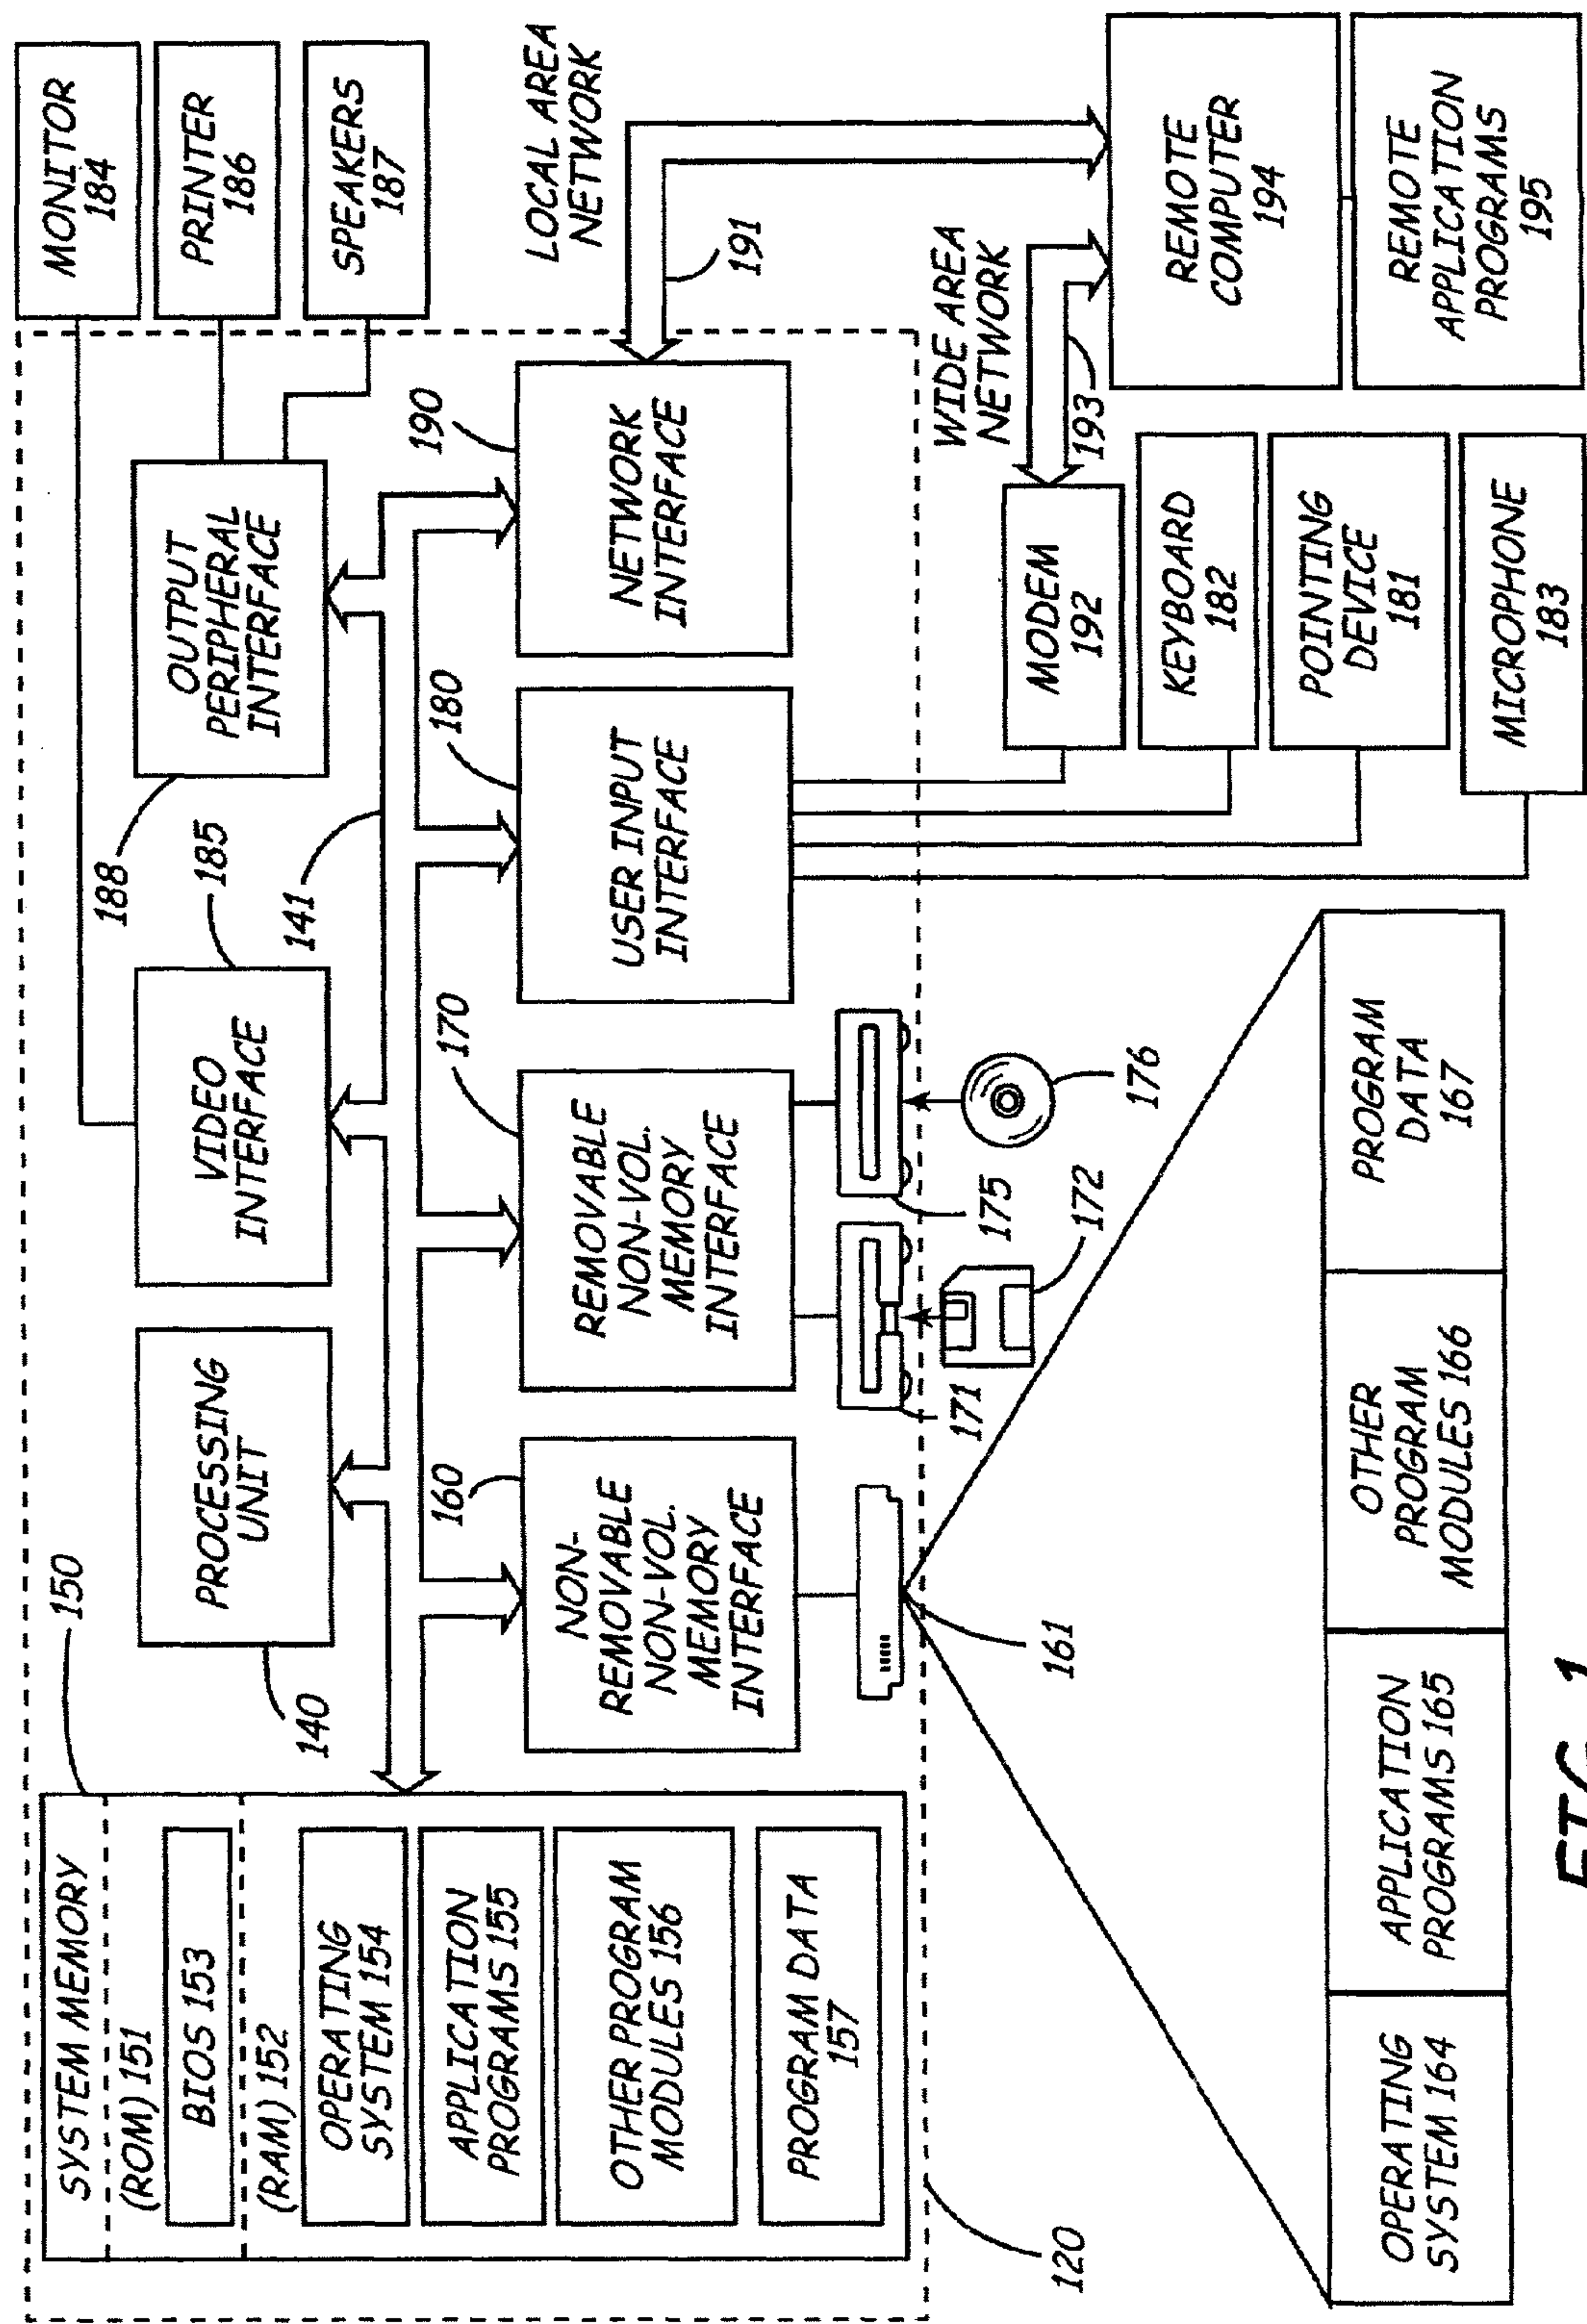 SYSTEM MEMORY
(ROM) 151
BIOS 153
(RAM) 152
OPERATING
SYSTEM 154
APPLICATION
PROGRAMS 155
OTHER PROGRAM
MODULES 156
PROGRAM DATA
157
150
120
PROCESSING
UNIT
140
VIDEO
INTERFACE
185
188
OUTPUT
PERIPHERAL
INTERFACE
141
MONITOR
184
PRINTER
186
SPEAKERS
187
160
NON-
REMOVABLE
NON-VOL.
MEMORY
INTERFACE
170
REMOVABLE
NON-VOL.
MEMORY
INTERFACE
180
USER INPUT
INTERFACE
190
NETWORK
INTERFACE
LOCAL AREA
NETWORK
191
161
171
172
175
176
WIDE AREA
NETWORK
193
MODEM
192
KEYBOARD
182
POINTING
DEVICE
181
MICROPHONE
183
REMOTE
COMPUTER
194
REMOTE
APPLICATION
PROGRAMS
195
OPERATING
SYSTEM 164
APPLICATION
PROGRAMS 165
OTHER
PROGRAM
MODULES 166
PROGRAM
DATA
167
FIG. 1